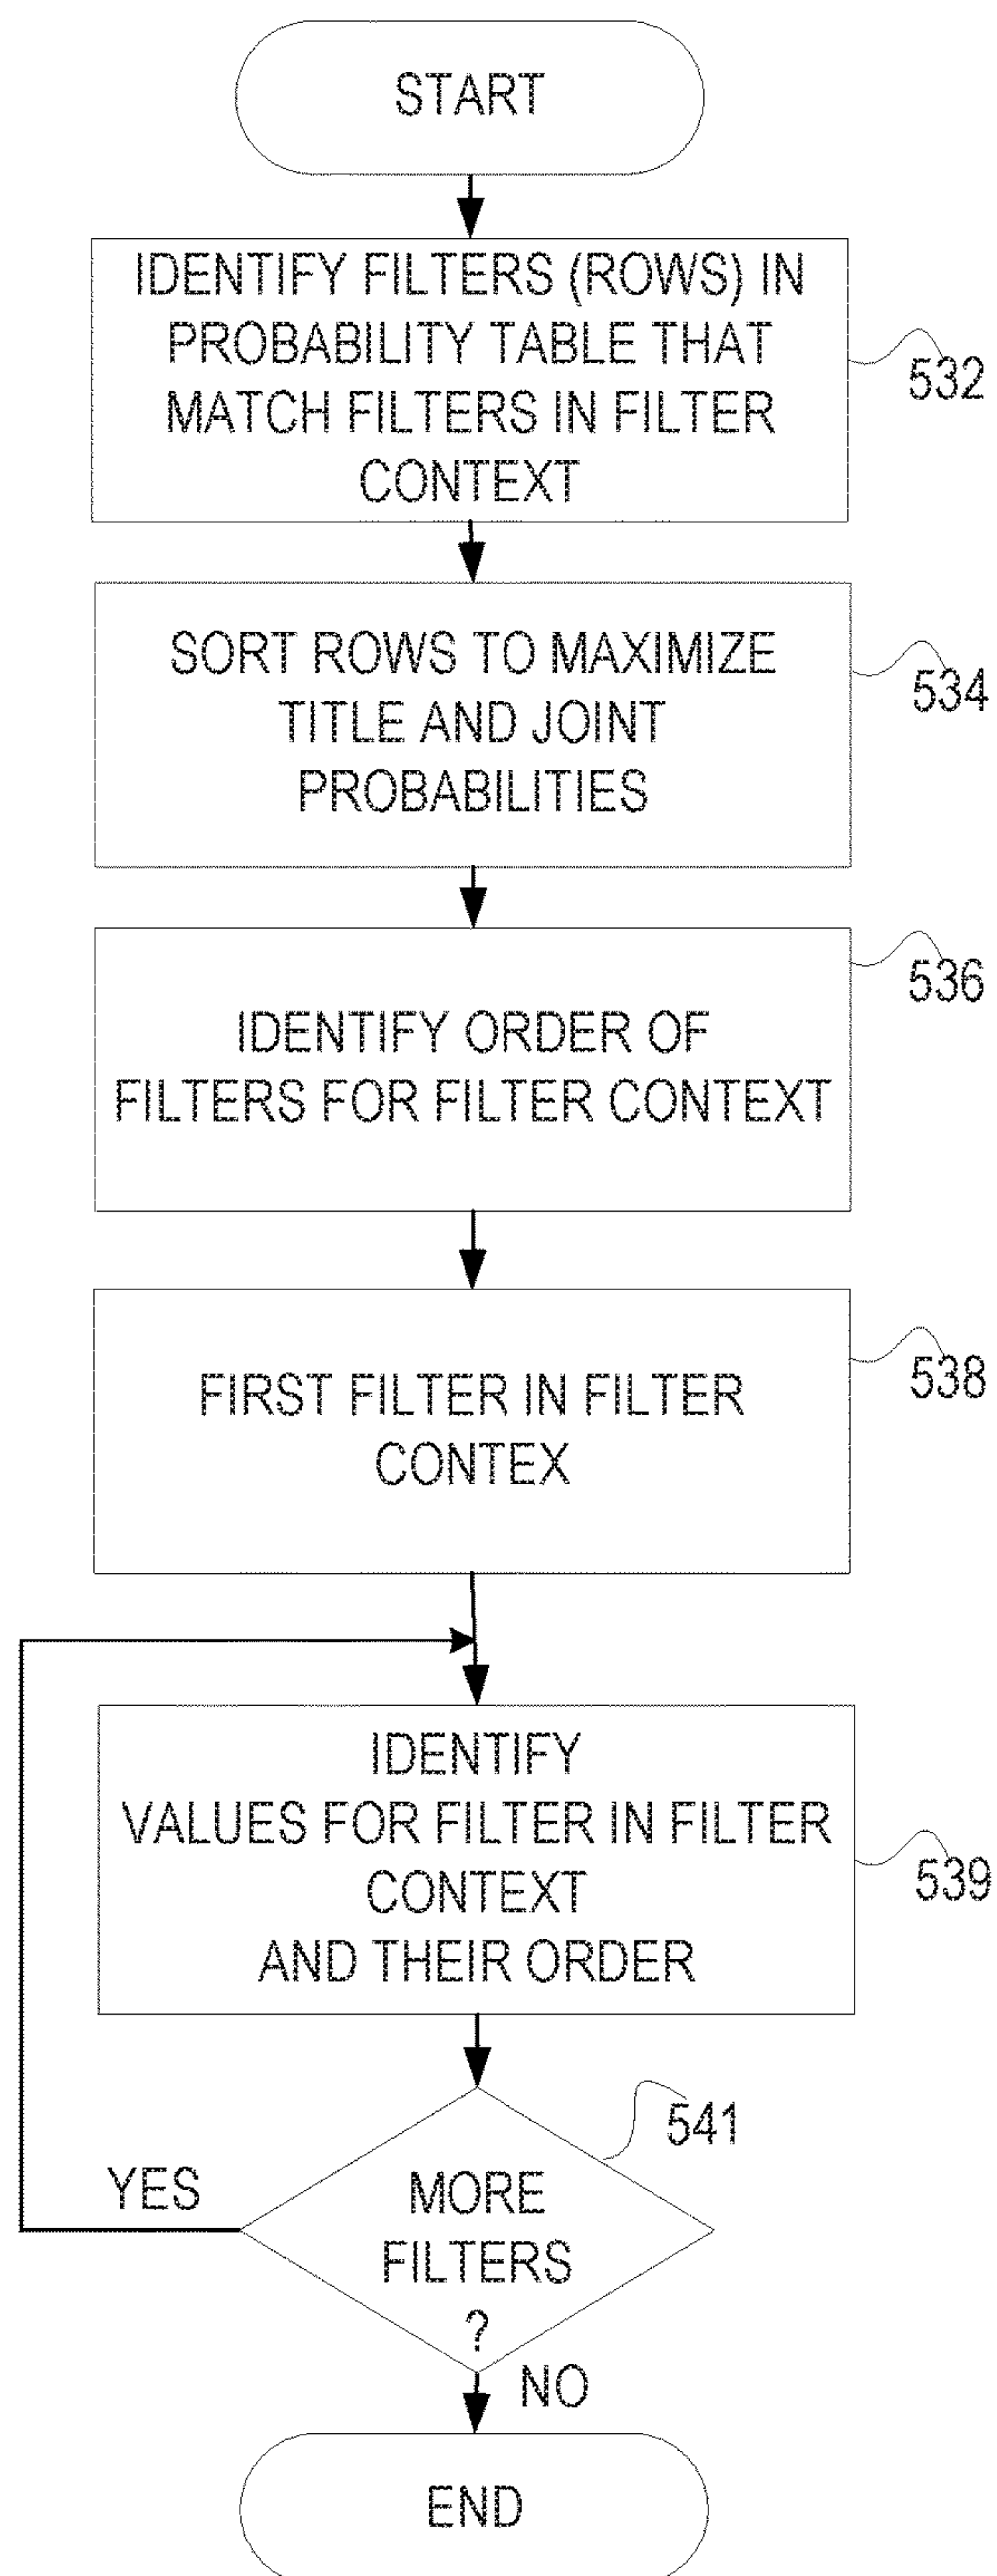 START
IDENTIFY FILTERS (ROWS) IN
PROBABILITY TABLE THAT
MATCH FILTERS IN FILTER
CONTEXT
532
SORT ROWS TO MAXIMIZE
TITLE AND JOINT
PROBABILITIES
534
IDENTIFY ORDER OF
FILTERS FOR FILTER CONTEXT
536
FIRST FILTER IN FILTER
CONTEX
538
IDENTIFY
VALUES FOR FILTER IN FILTER
CONTEXT
AND THEIR ORDER
539
541
YES
MORE
FILTERS
?
NO
END